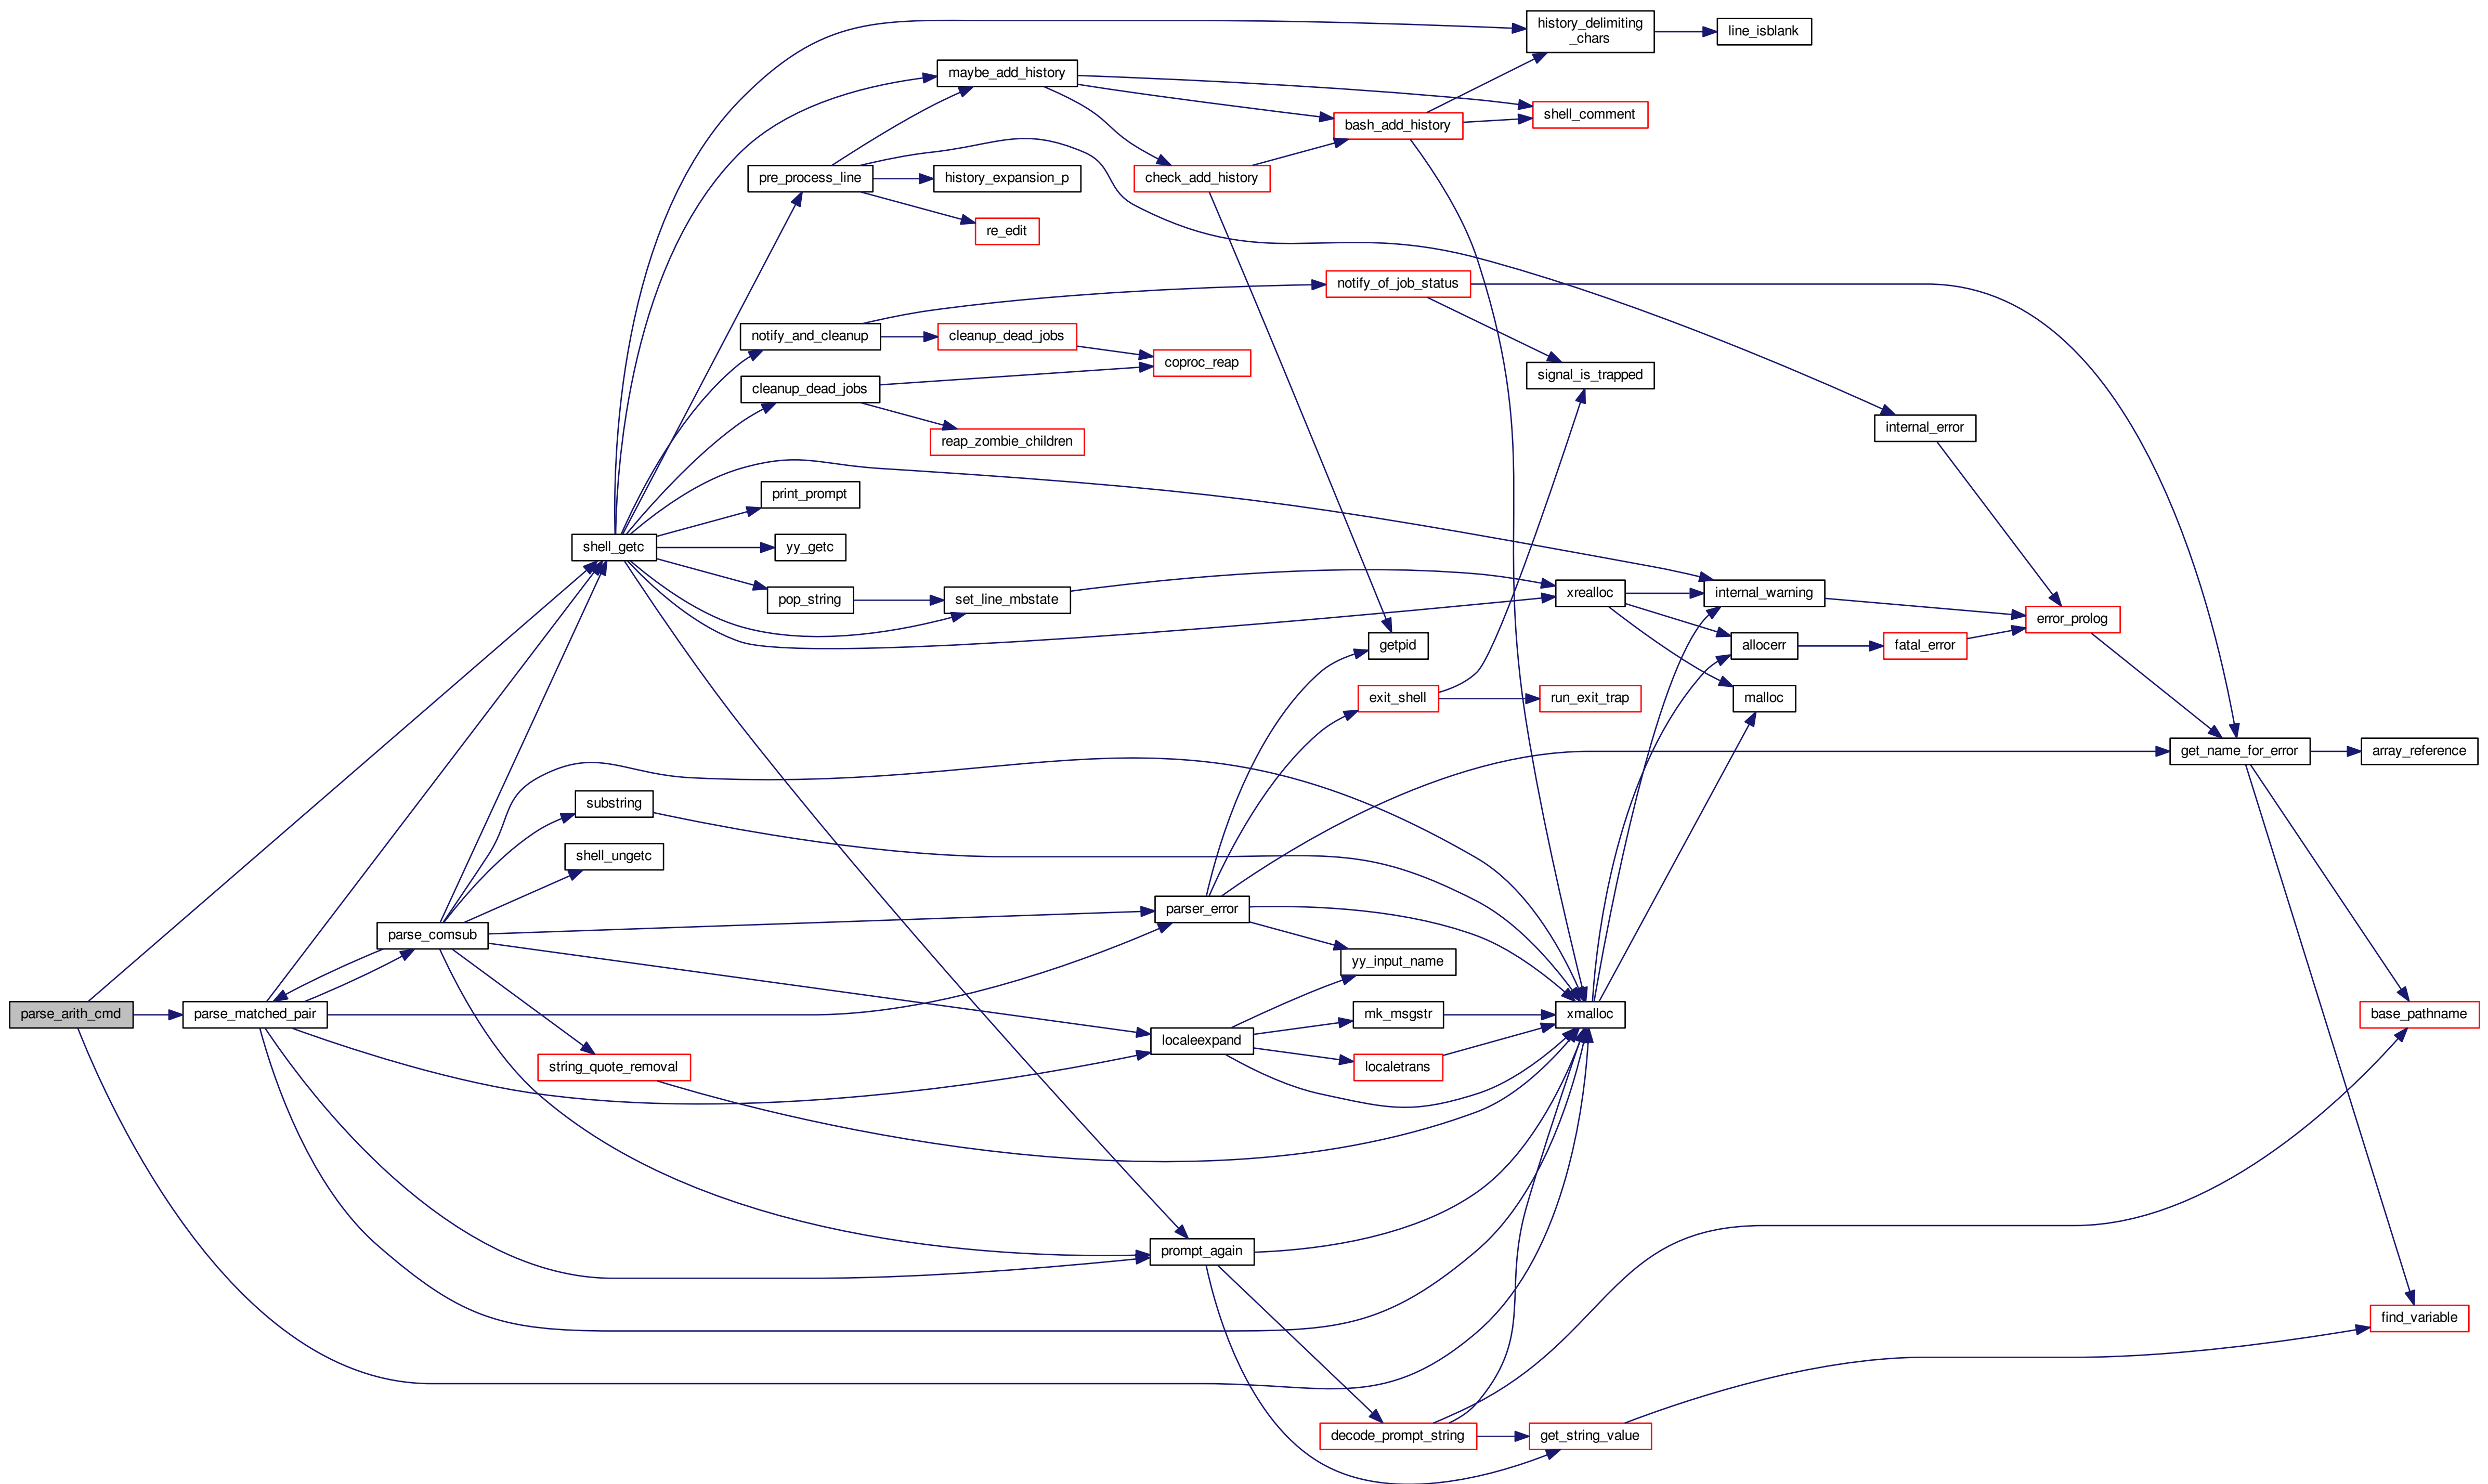 history_delimiting
_chars
line_isblank
maybe_add_history
shell_comment
bash_add_history
pre_process_line
history_expansion_p
check_add_history
re_edit
notify_of_job_status
notify_and_cleanup
cleanup_dead_jobs
coproc_reap
signal_is_trapped
cleanup_dead_jobs
internal_error
reap_zombie_children
print_prompt
shell_getc
yy_getc
pop_string
set_line_mbstate
xrealloc
internal_warning
error_prolog
getpid
allocerr
fatal_error
exit_shell
run_exit_trap
malloc
get_name_for_error
array_reference
substring
shell_ungetc
parser_error
parse_comsub
yy_input_name
parse_arith_cmd
parse_matched_pair
mk_msgstr
xmalloc
base_pathname
localeexpand
string_quote_removal
localetrans
prompt_again
find_variable
decode_prompt_string
get_string_value